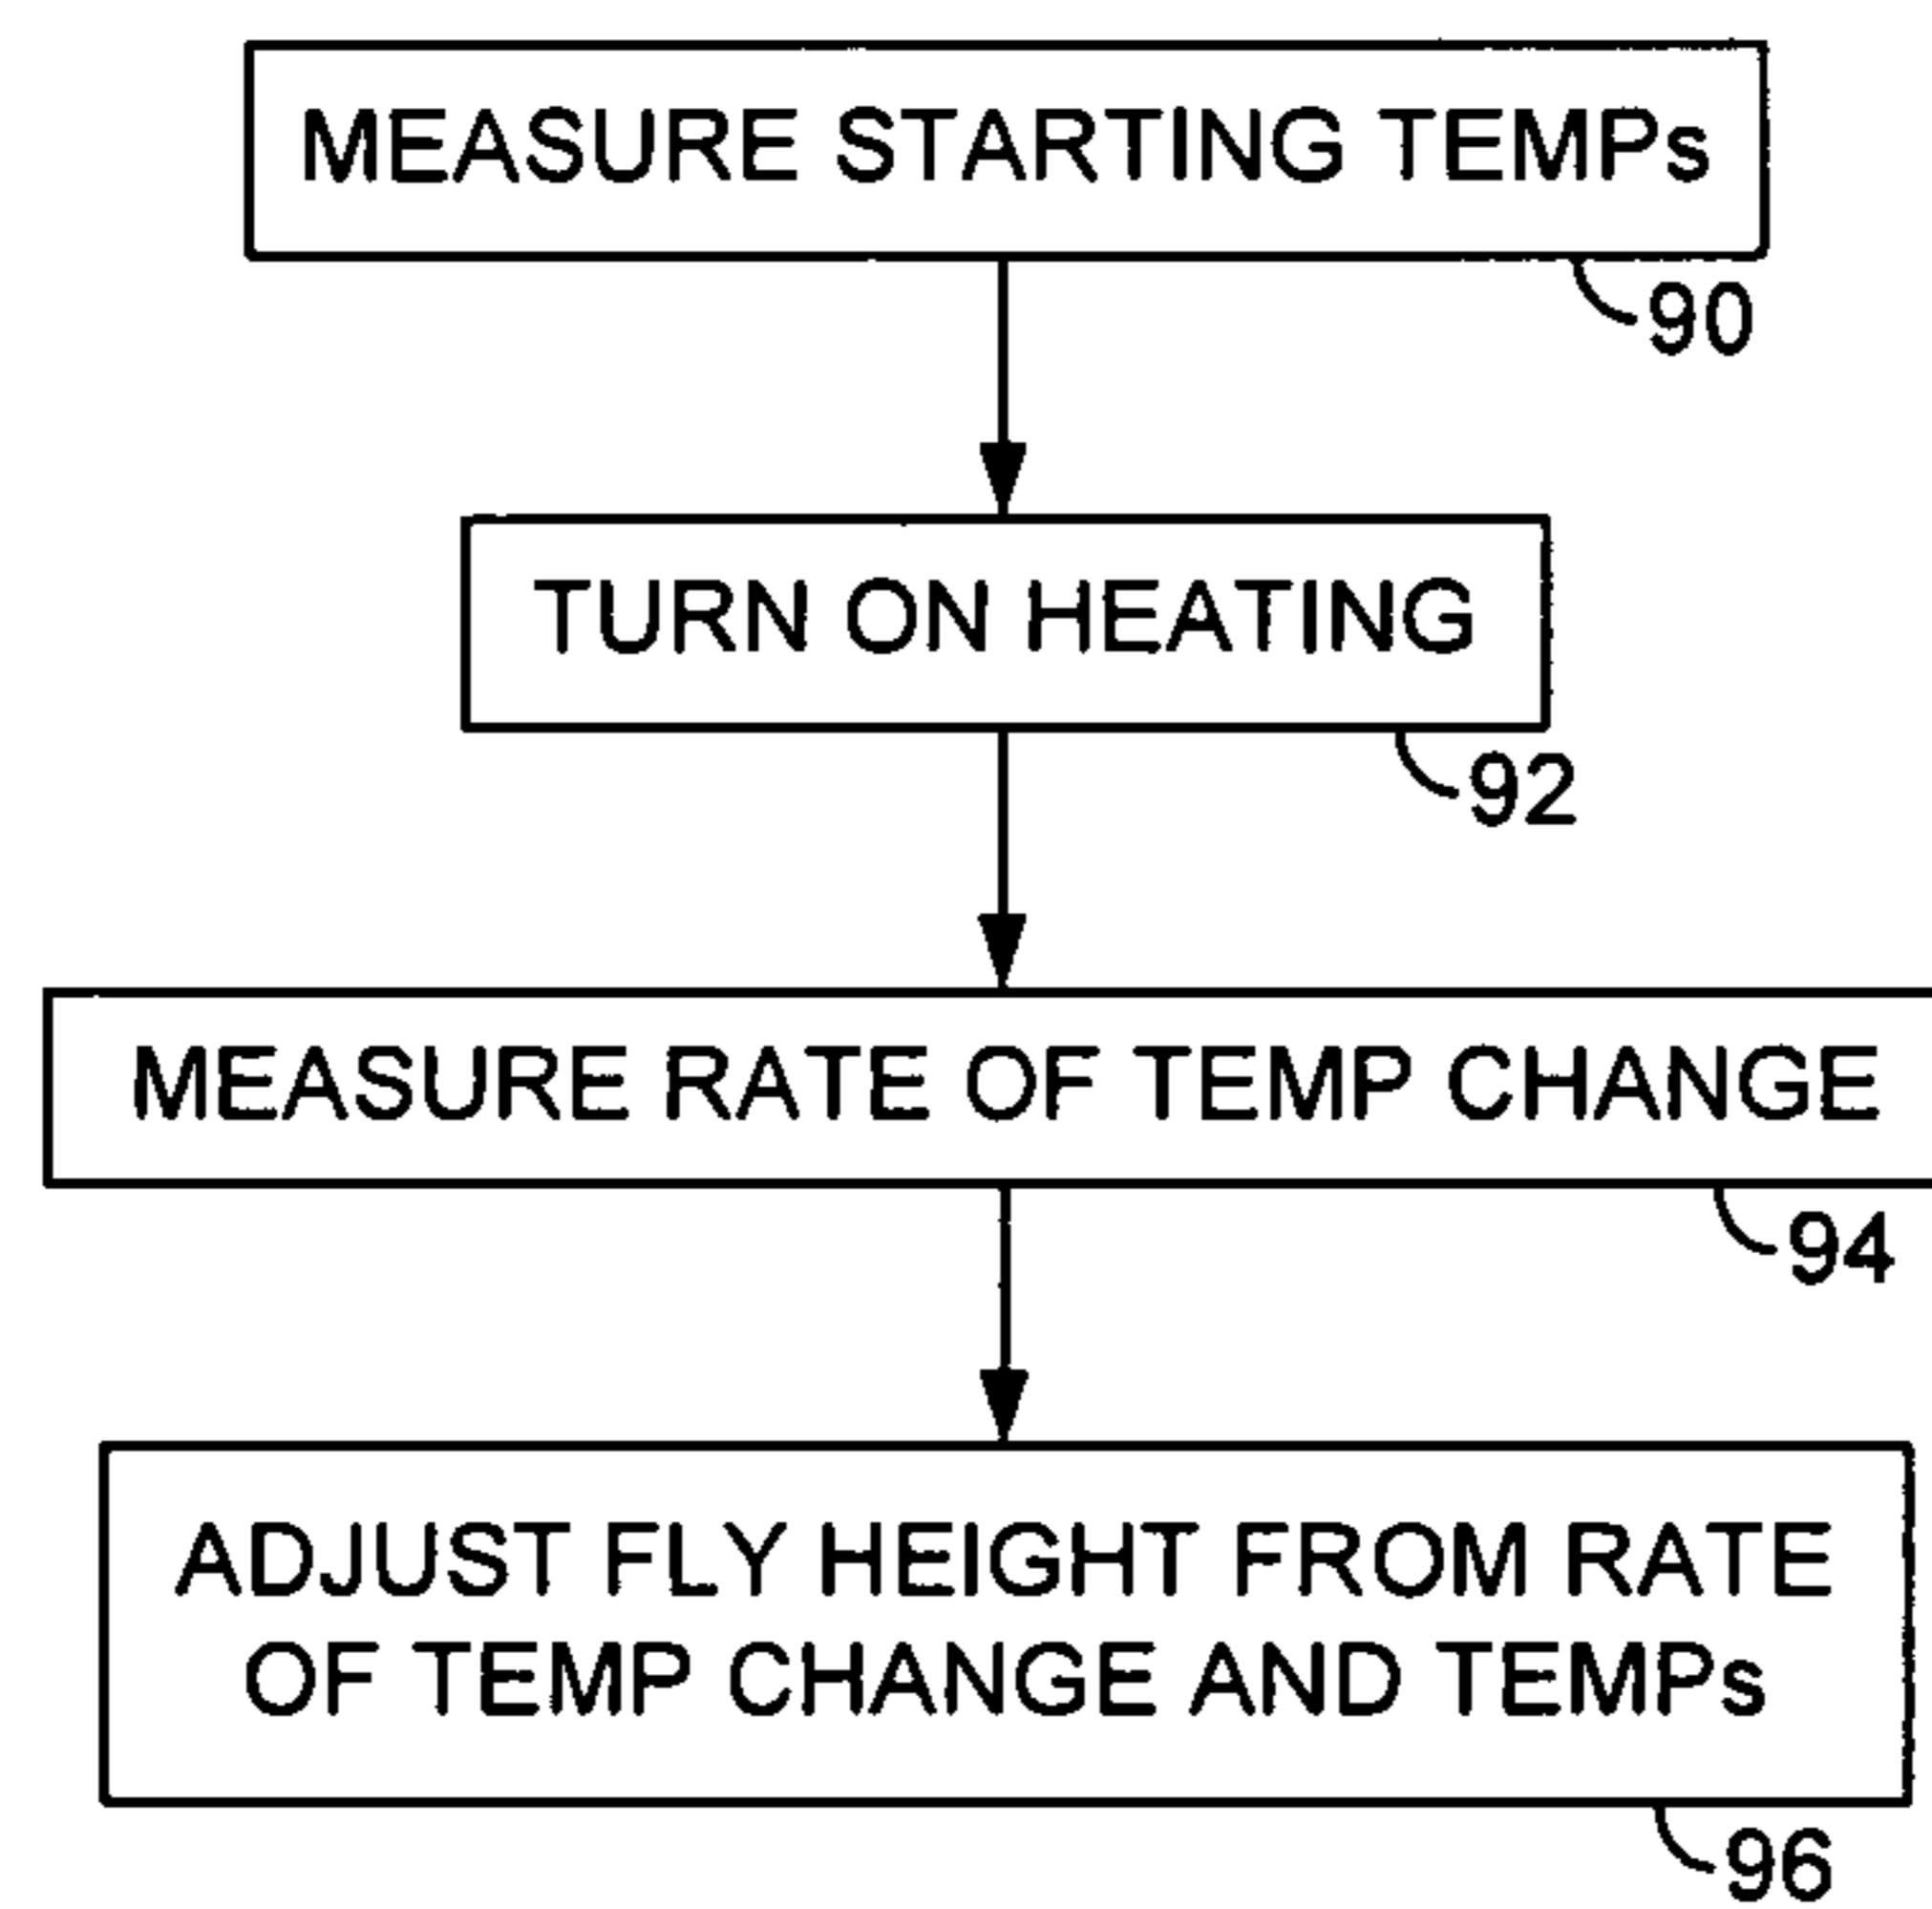 MEASURE STARTING TEMPs
90
TURN ON HEATING
92
MEASURE RATE OF TEMP CHANGE
94
ADJUST FLY HEIGHT FROM RATE
OF TEMP CHANGE AND TEMPs
96